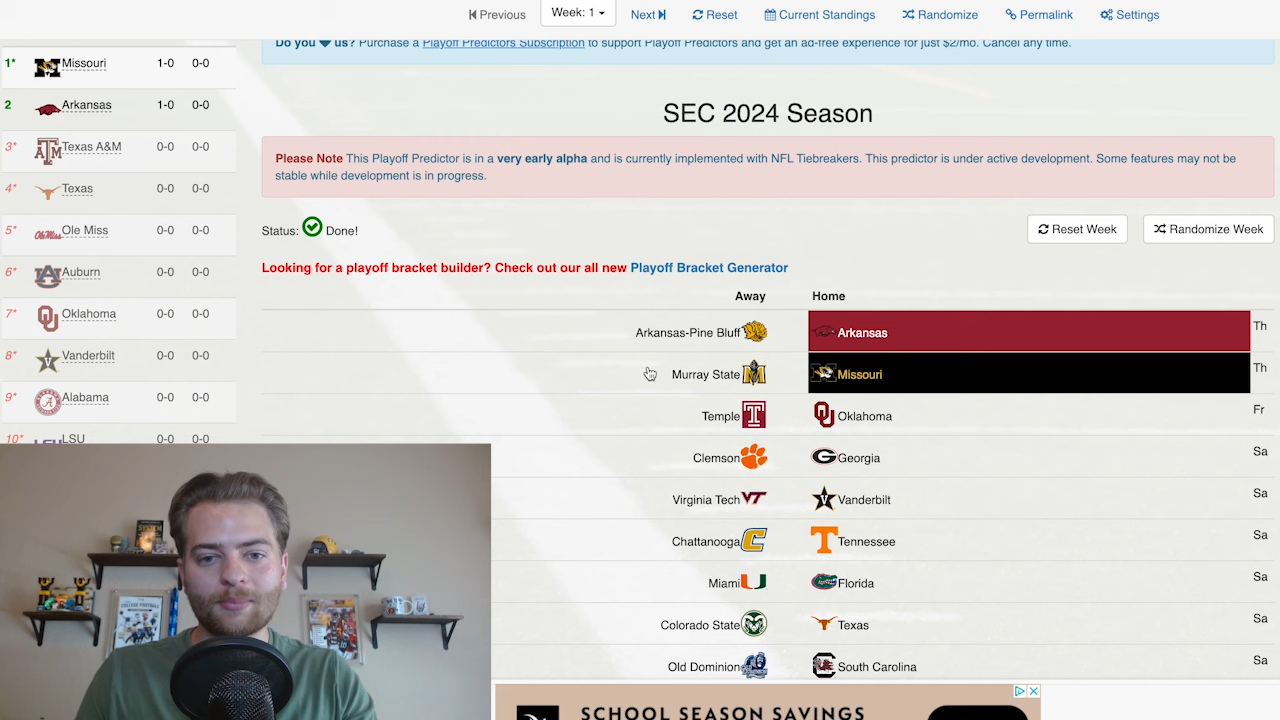 Previous Week: 1 Next Reset Current Standings Randomize Permalink Settings
Do you us? Purchase a Playoff Predictors Subscription to support Playoff Predictors and get an ad-free experience for just $2/mo. Cancel any time.
1* Missouri 1-0 0-0
2 Arkansas 1-0 0-0
3* Texas A&M 0-0 0-0
4* Texas 0-0 0-0
5* Ole Miss 0-0 0-0
6* Auburn 0-0 0-0
7* Oklahoma 0-0 0-0
8* Vanderbilt 0-0 0-0
9* Alabama 0-0 0-0
10* LSU 0-0 0-0
SEC 2024 Season
Please Note This Playoff Predictor is in a very early alpha and is currently implemented with NFL Tiebreakers. This predictor is under active development. Some features may not be
stable while development is in progress.
Status: Done!
Reset Week Randomize Week
Looking for a playoff bracket builder? Check out our all new Playoff Bracket Generator
Away Home
Arkansas-Pine Bluff Arkansas Th
Murray State Missouri Th
Temple Oklahoma Fr
Clemson Georgia Sa
Virginia Tech Vanderbilt Sa
Chattanooga Tennessee Sa
Miami Florida Sa
Colorado State Texas Sa
Old Dominion South Carolina Sa
SCHOOL SEASON SAVINGS